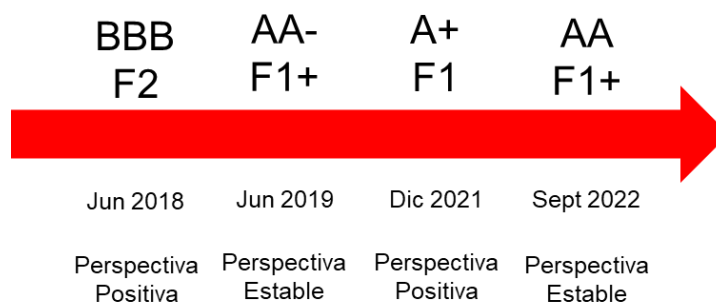 BBB AA- A+ AA
F2 F1+ F1 F1+
Jun 2018 Jun 2019 Dic 2021 Sept 2022
Perspectiva Perspectiva Perspectiva Perspectiva
Positiva Estable Positiva Estable